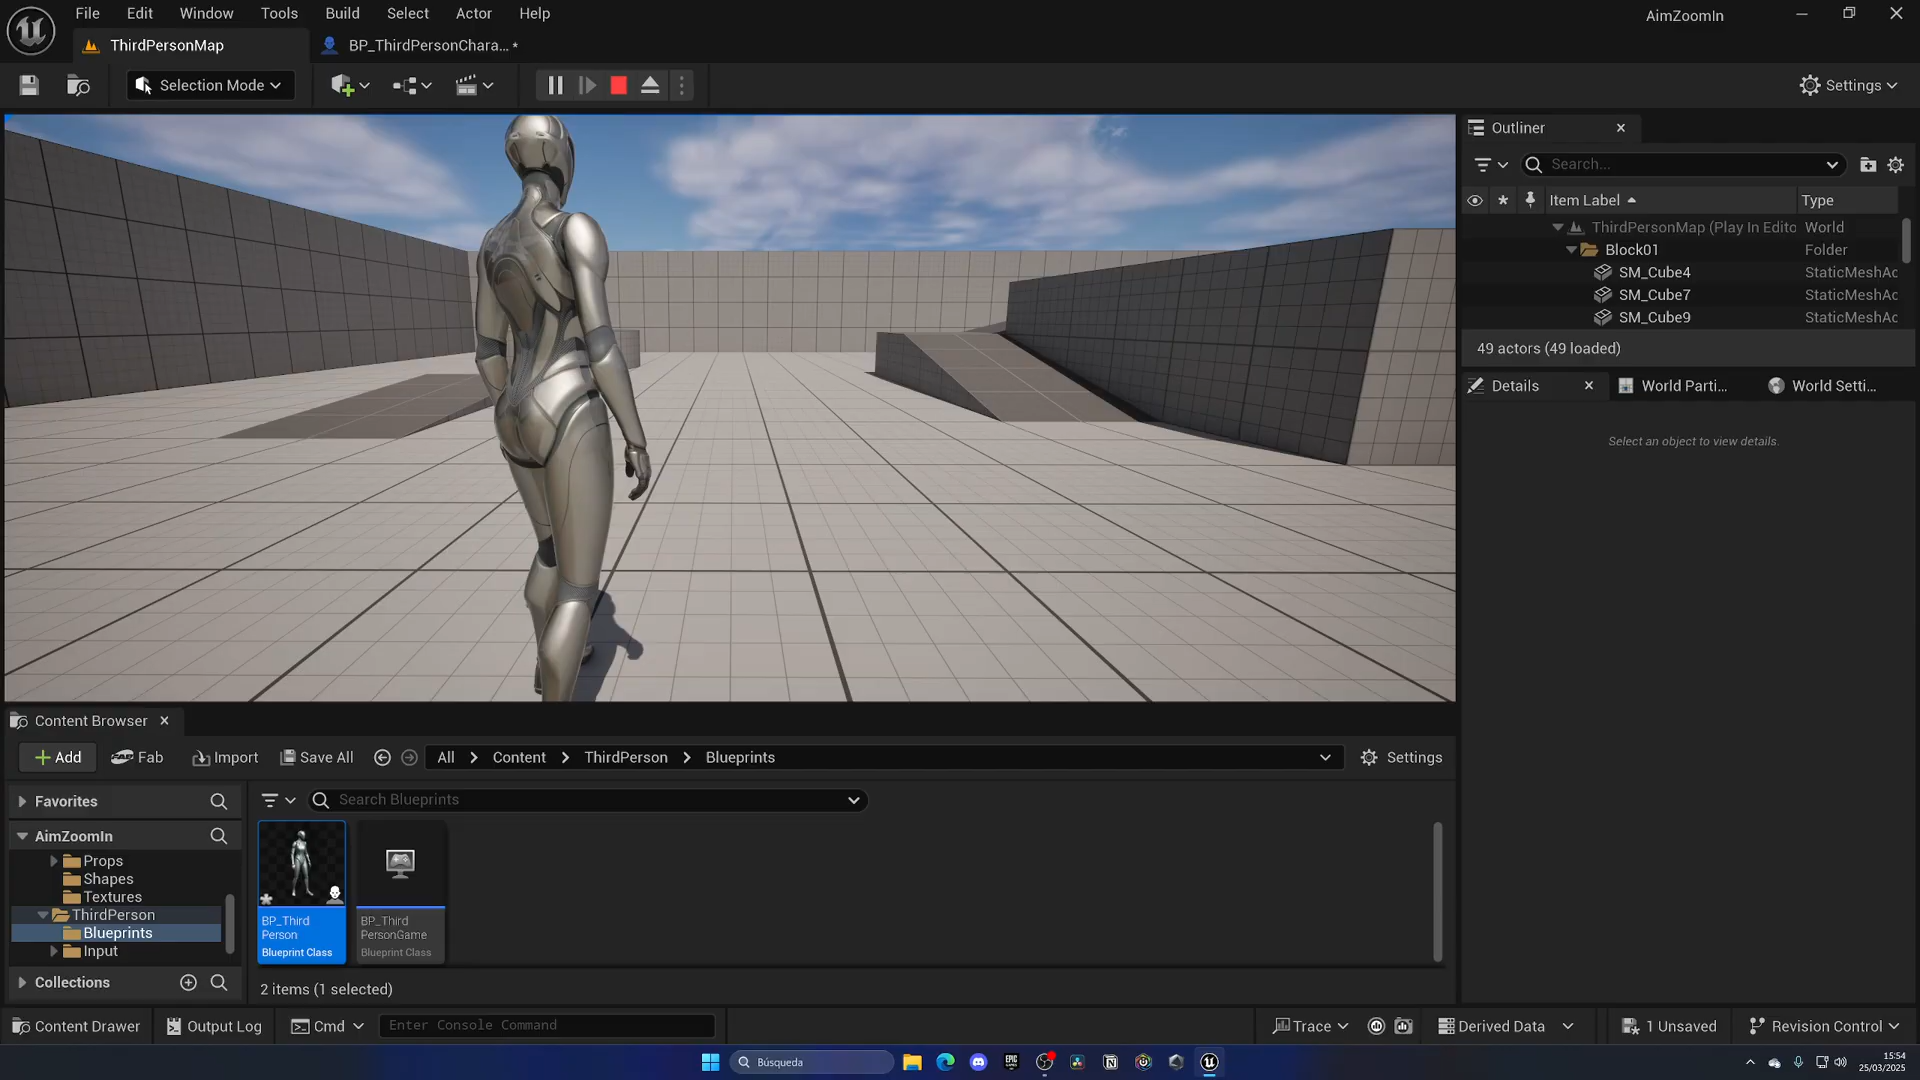 File Edit Window Tools Build Select Actor Help
AimZoomIn
ThirdPersonMap
BP_ThirdPersonChara... *
Selection Mode
Settings
Outliner
Search...
Item Label
Type
ThirdPersonMap (Play In Edito World
Block01 Folder
SM_Cube4 StaticMeshAc
SM_Cube7 StaticMeshAc
SM_Cube9 StaticMeshAc
49 actors (49 loaded)
Details
World Parti...
World Setti...
Select an object to view details.
Content Browser
Add
Fab
Import
Save All
All > Content > ThirdPerson > Blueprints
Settings
Favorites
Search Blueprints
AimZoomIn
Props
Shapes
Textures
ThirdPerson
Blueprints
Input
Collections
BP_Third
Person
Blueprint Class
BP_Third
PersonGame
Blueprint Class
2 items (1 selected)
Content Drawer
Output Log
Cmd
Enter Console Command
Trace
Derived Data
1 Unsaved
Revision Control
Búsqueda
EPIC
15:54
25/03/2025